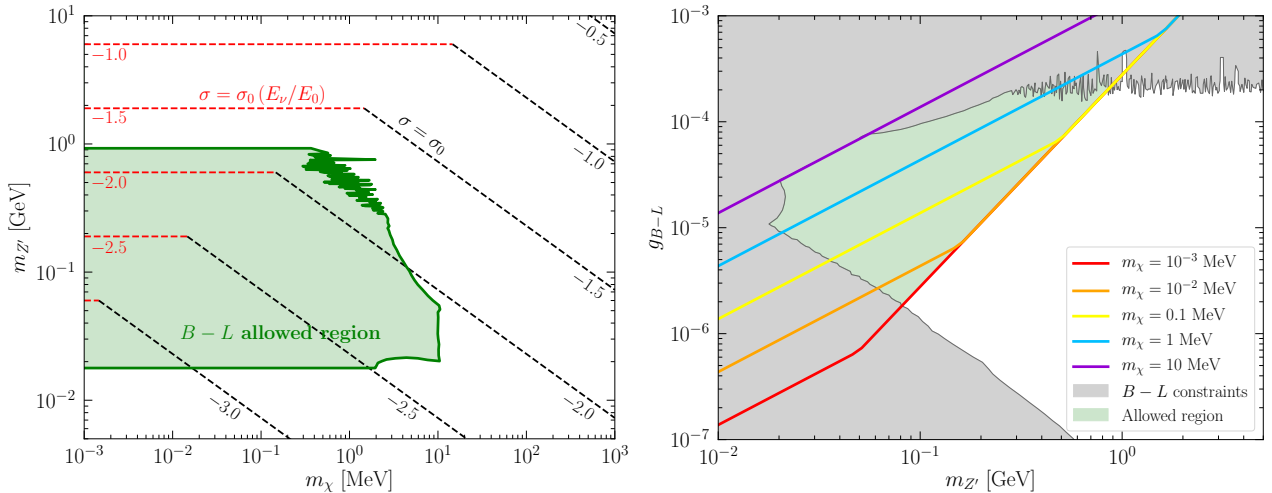 10^1
10^0
10^{-1}
10^{-2}
m_{Z'} [GeV]
-0.5
-1.0
σ = σ_0 (E_ν/E_0)
-1.5
σ = σ_0
-1.0
-2.0
-2.5
-1.5
B − L allowed region
-3.0
-2.5
-2.0
10^{-3} 10^{-2} 10^{-1} 10^0 10^1 10^2 10^3
m_χ [MeV]
10^{-3}
10^{-4}
10^{-5}
10^{-6}
10^{-7}
g_{B−L}
m_χ = 10^{-3} MeV
m_χ = 10^{-2} MeV
m_χ = 0.1 MeV
m_χ = 1 MeV
m_χ = 10 MeV
B − L constraints
Allowed region
10^{-2} 10^{-1} 10^0
m_{Z'} [GeV]